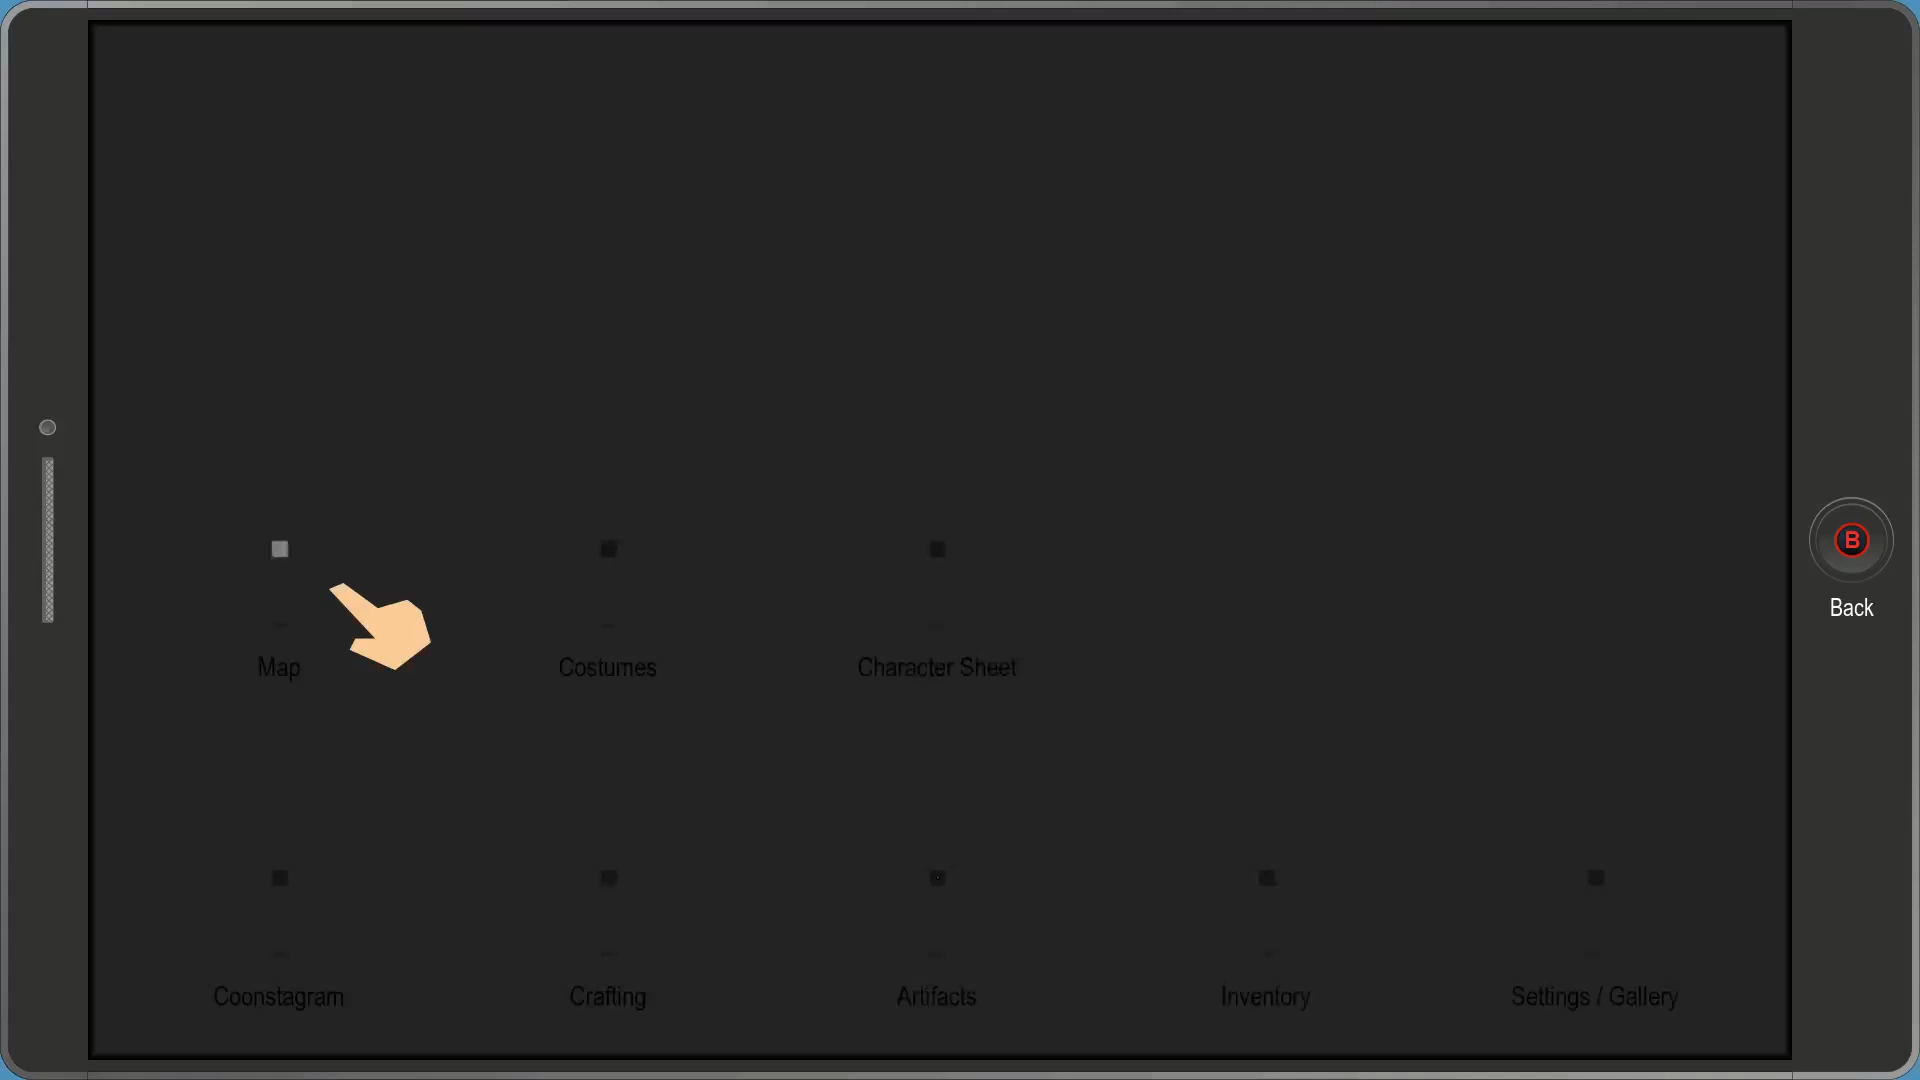 B
Back
Map
Costumes
Character Sheet
Coonstagram
Crafting
Artifacts
Inventory
Settings / Gallery